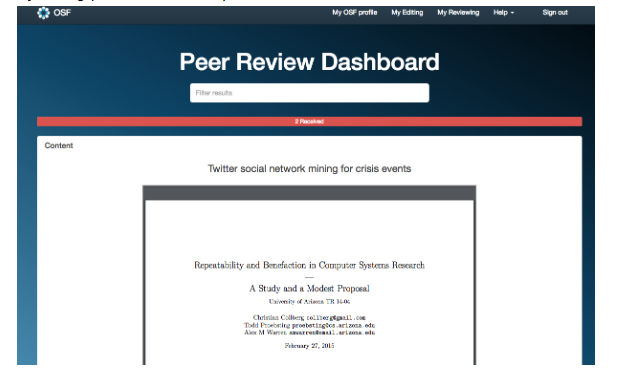 OSF
My OSF profile My Editing My Reviewing Help Sign out
Peer Review Dashboard
Filter results
2 Received
Content
Twitter social network mining for crisis events
Repeatability and Benefaction in Computer Systems Research
—
A Study and a Modest Proposal
University of Arizona TR 14-04
Christian Collberg collberg@gmail.com
Todd Proebsting proebsting@cs.arizona.edu
Alex M Warren amwarren@email.arizona.edu
February 27, 2015